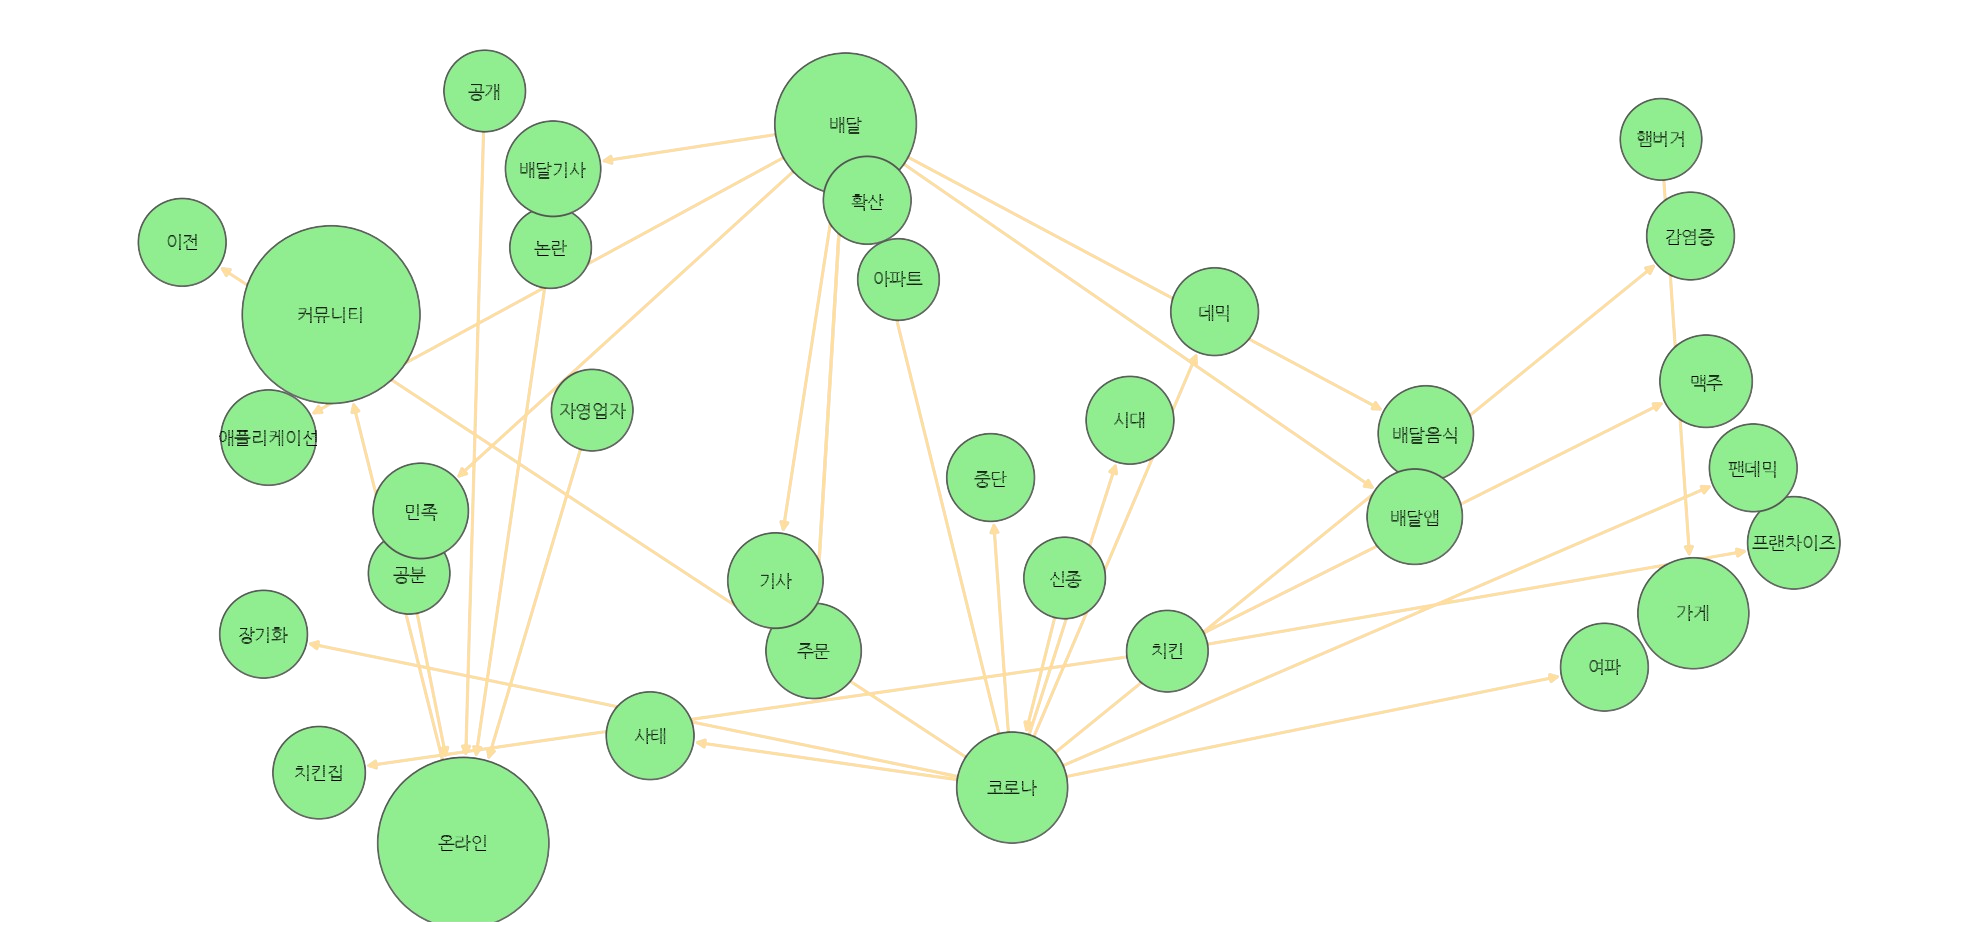 공개
배달
햄버거
배달기사
확산
감염증
이전
논란
아파트
커뮤니티
데믹
맥주
자영업자
시대
배달음식
애플리케이션
중단
팬데믹
민족
배달앱
프랜차이즈
공분
기사
신종
가게
장기화
주문
치킨
여파
사태
치킨집
코로나
온라인